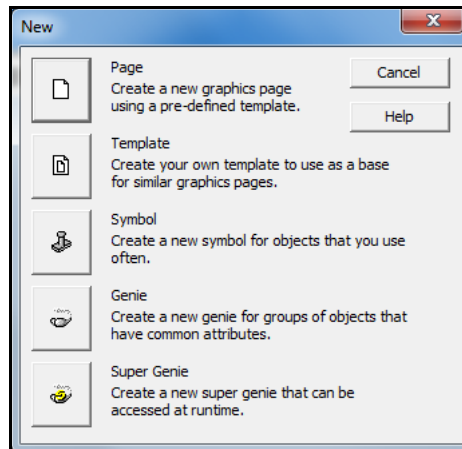 New
Page
Create a new graphics page
using a pre-defined template.
Cancel
Help
Template
Create your own template to use as a base
for similar graphics pages.
Symbol
Create a new symbol for objects that you use
often.
Genie
Create a new genie for groups of objects that
have common attributes.
Super Genie
Create a new super genie that can be
accessed at runtime.